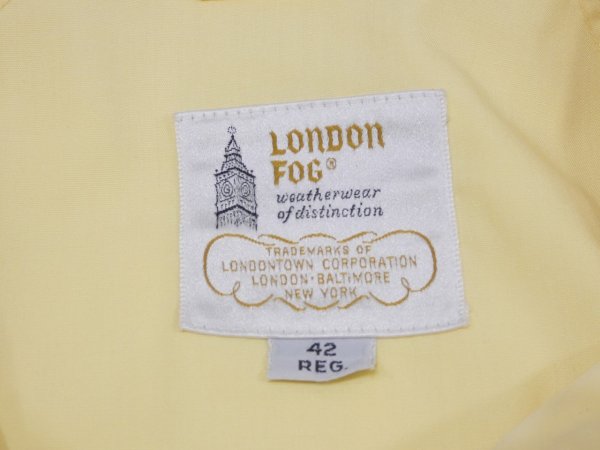 LONDON
FOG®
weatherwear
of distinction
TRADEMARKS OF
LONDONTOWN CORPORATION
LONDON·BALTIMORE
NEW YORK
42
REG.